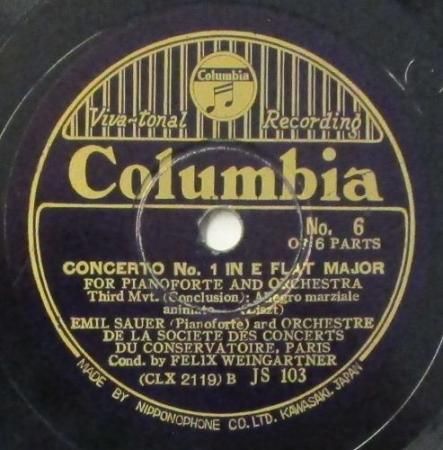 Columbia
Viva-tonal Recording
Columbia
No. 6
OF 6 PARTS
CONCERTO No. 1 IN E FLAT MAJOR
FOR PIANOFORTE AND ORCHESTRA
Third Mvt. (Conclusion): Allegro marziale
animato (Liszt)
EMIL SAUER (Pianoforte) and ORCHESTRE
DE LA SOCIETE DES CONCERTS
DU CONSERVATOIRE, PARIS
Cond. by FELIX WEINGARTNER
(CLX 2119) B JS 103
MADE BY NIPPONOPHONE CO. LTD. KAWASAKI, JAPAN